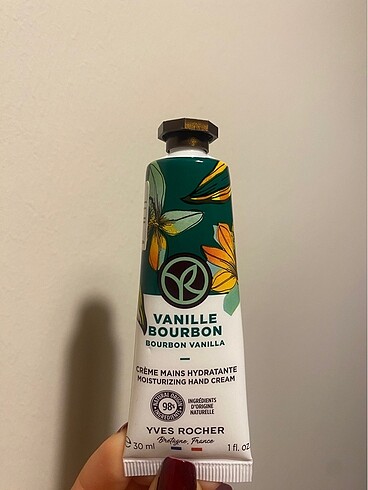 VANILLE
BOURBON
BOURBON VANILLA
CRÈME MAINS HYDRATANTE
MOISTURIZING HAND CREAM
98%
INGRÉDIENTS
D'ORIGINE
NATURELLE
YVES ROCHER
Bretagne, France
e 30 ml
1 fl. oz